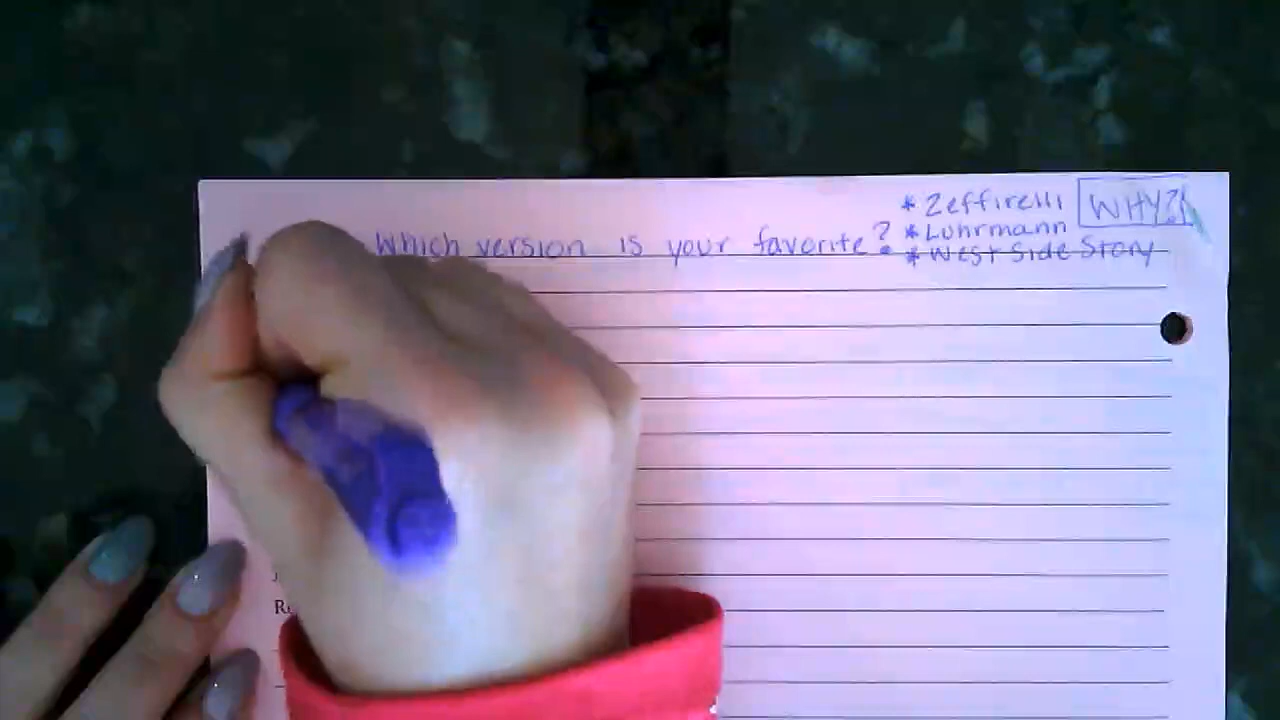 * Zeffirelli WHY?!
Which version is your favorite? * Luhrmann
* West Side Story